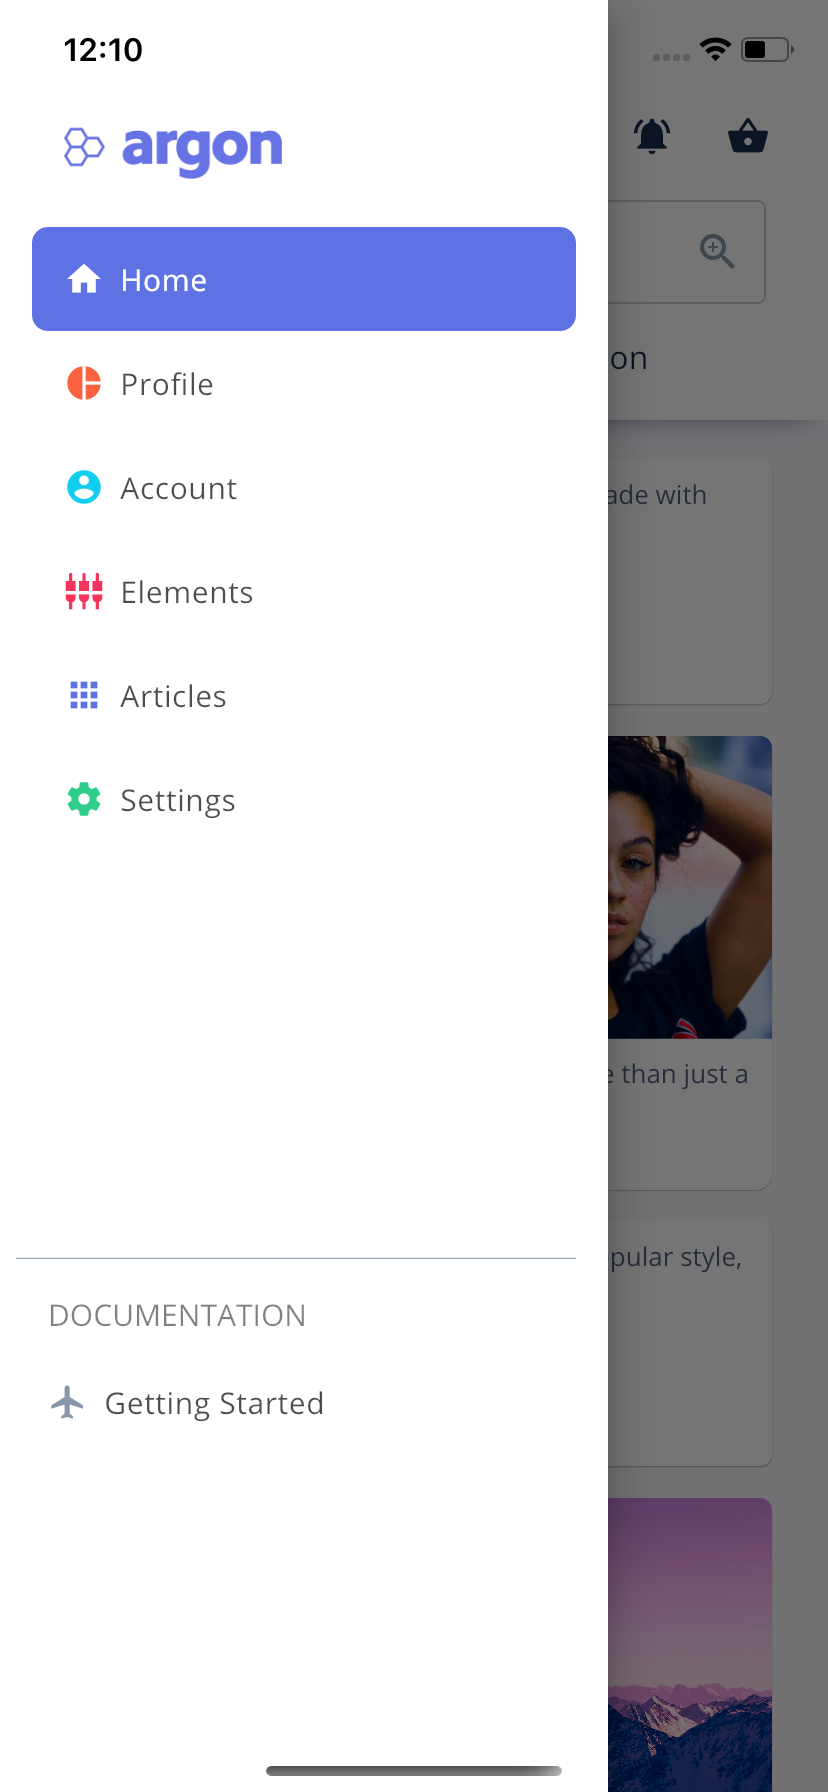 12:10
argon
Home
Profile
on
Account
ade with
Elements
Articles
Settings
than just a
pular style,
DOCUMENTATION
Getting Started